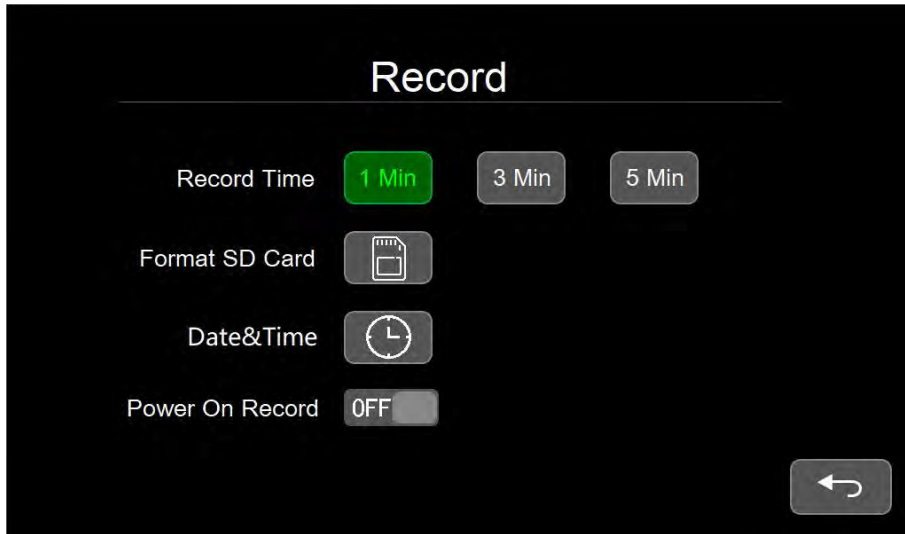 Record
Record Time 1 Min 3 Min 5 Min
Format SD Card
Date&Time
Power On Record OFF